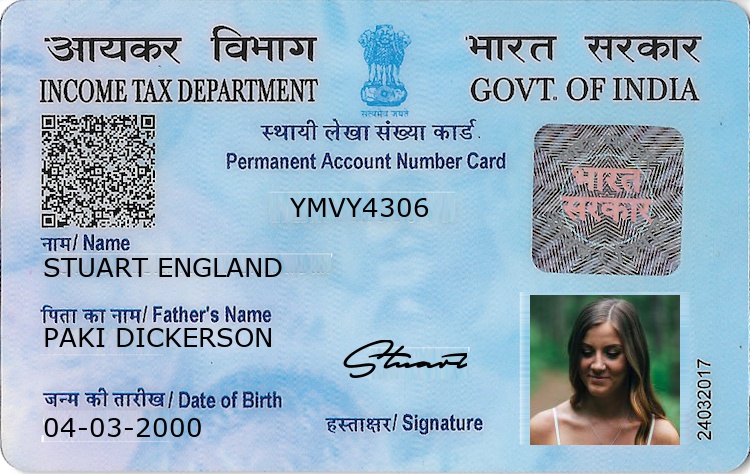 आयकर विभाग
INCOME TAX DEPARTMENT
सत्यमेव जयते
भारत सरकार
GOVT. OF INDIA
स्थायी लेखा संख्या कार्ड
Permanent Account Number Card
YMVY4306
भारत
सरकार
नाम/ Name
STUART ENGLAND
पिता का नाम/ Father's Name
PAKI DICKERSON
Stuart
जन्म की तारीख/ Date of Birth
04-03-2000
हस्ताक्षर/ Signature
24032017